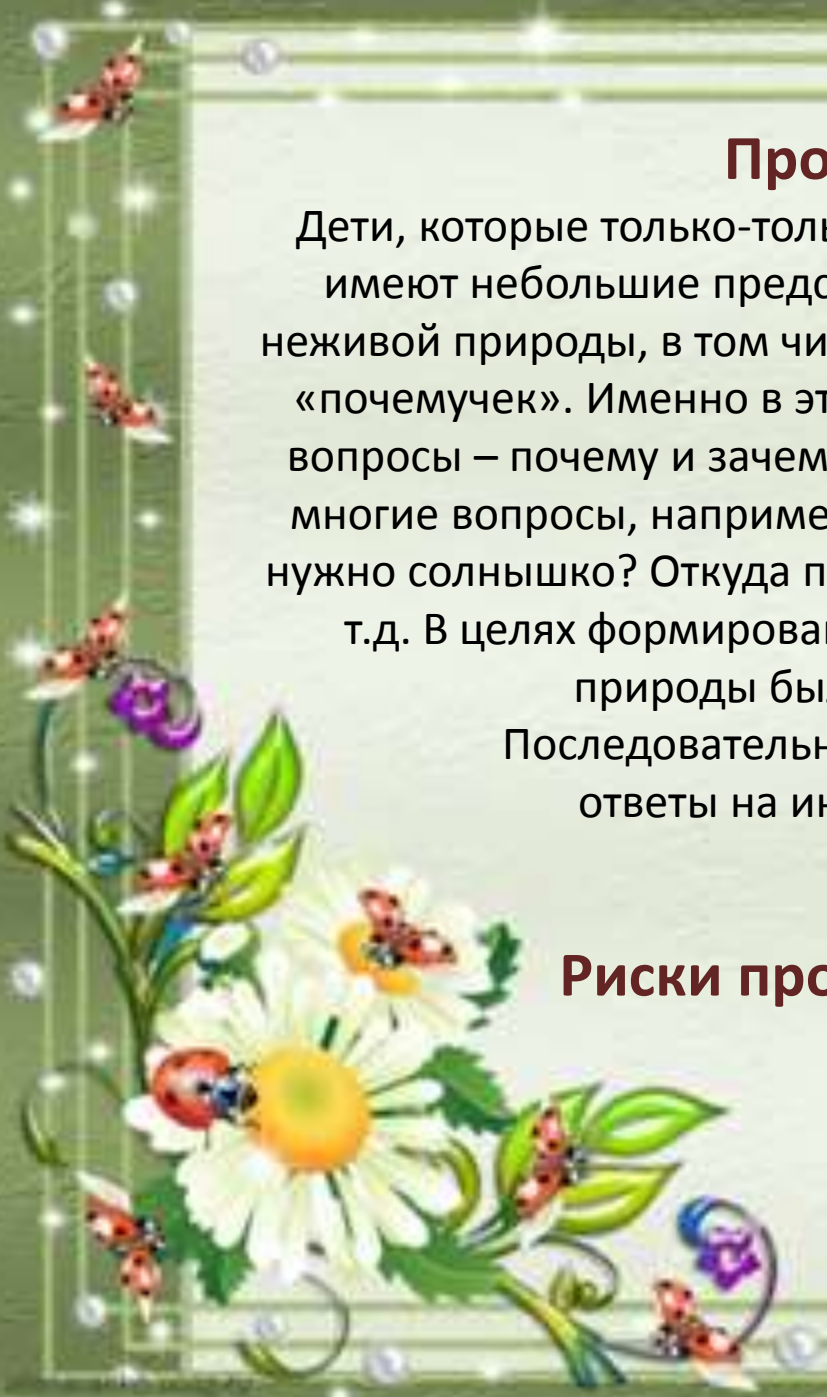 Про
Дети, которые только-толь
имеют небольшие предс
неживой природы, в том чи
«почемучек». Именно в эт
вопросы – почему и зачем
многие вопросы, наприме
нужно солнышко? Откуда п
т.д. В целях формирова
природы бы
Последовательн
ответы на ин
Риски про